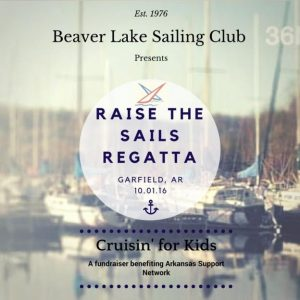 Est. 1976
Beaver Lake Sailing Club
Presents
36
RAISE THE
SAILS
REGATTA
GARFIELD, AR
10.01.16
Cruisin' for Kids
A fundraiser benefiting Arkansas Support
Network